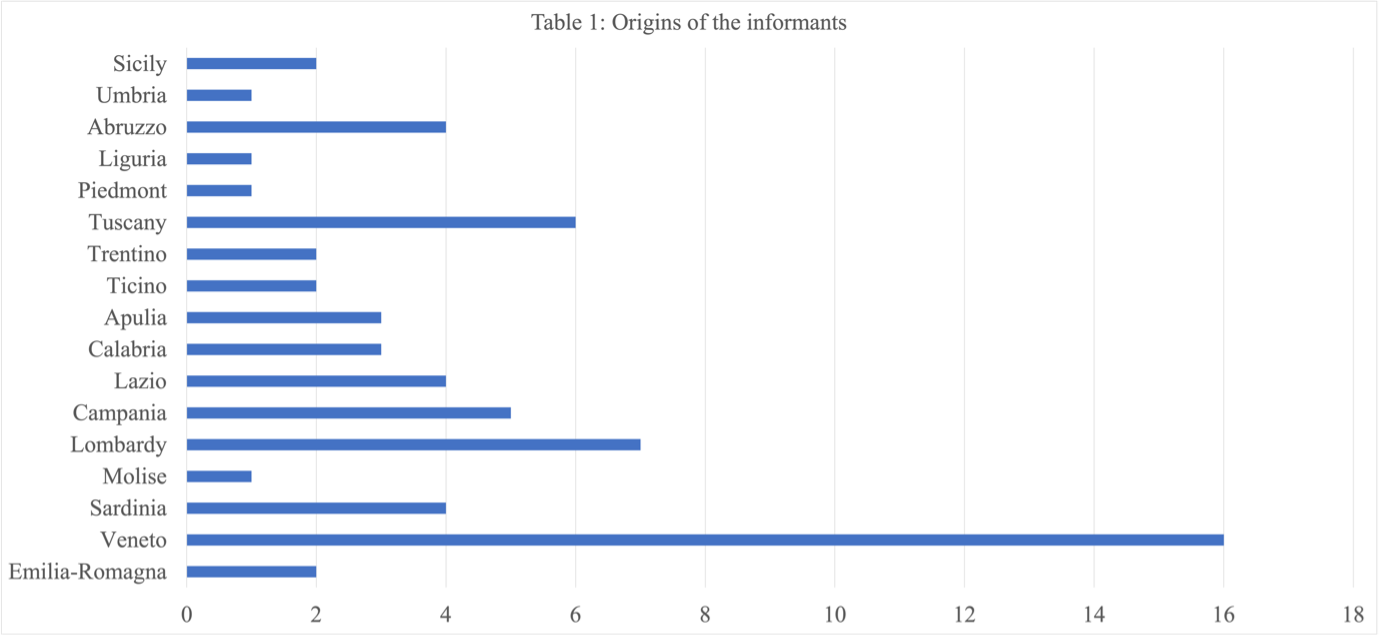 Table 1: Origins of the informants
Sicily
Umbria
Abruzzo
Liguria
Piedmont
Tuscany
Trentino
Ticino
Apulia
Calabria
Lazio
Campania
Lombardy
Molise
Sardinia
Veneto
Emilia-Romagna
0 2 4 6 8 10 12 14 16 18